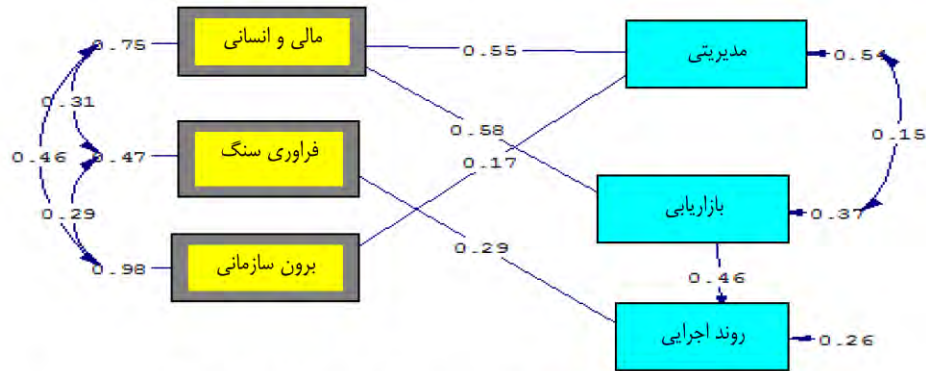 0.75
مالی و انسانی
0.55
مدیریتی
0.54
0.31
0.58
0.15
0.46
0.47
فراوری سنگ
0.17
0.29
بازاریابی
0.37
0.98
برون سازمانی
0.29
0.46
روند اجرایی
0.26